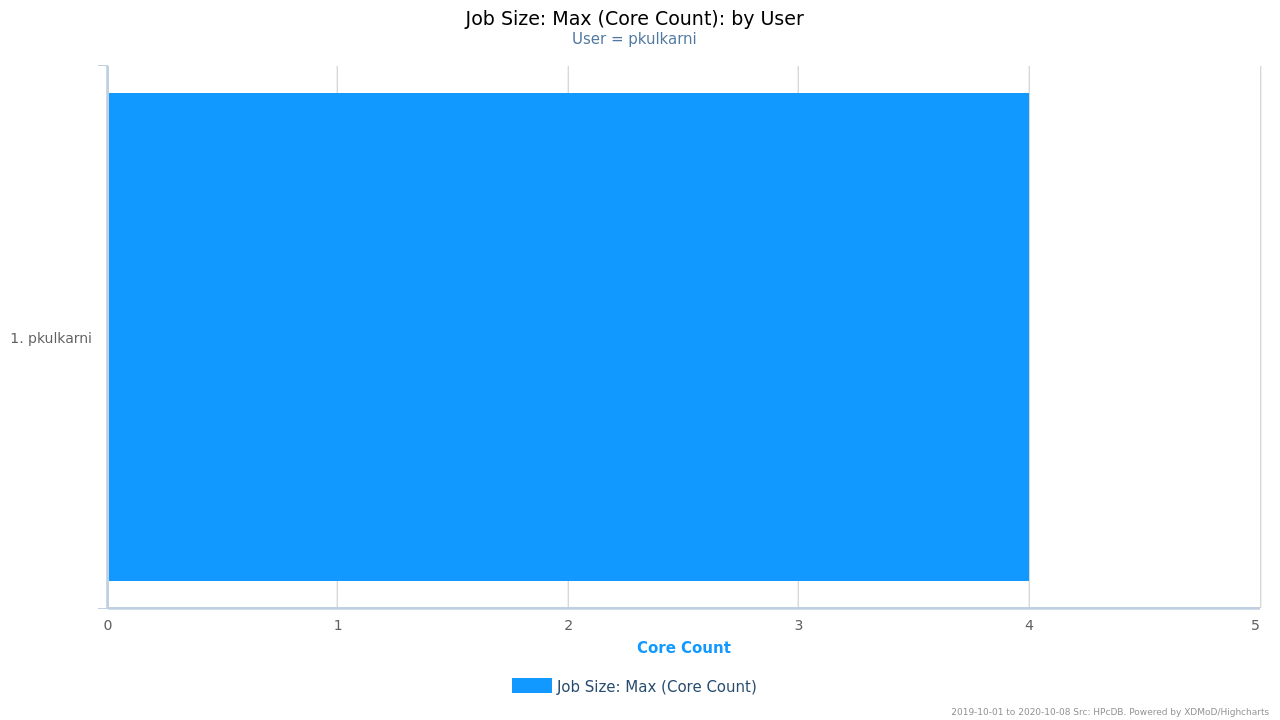 Job Size: Max (Core Count): by User
User = pkulkarni
1. pkulkarni
0 1 2 3 4 5
Core Count
Job Size: Max (Core Count)
2019-10-01 to 2020-10-08 Src: HPcDB. Powered by XDMoD/Highcharts